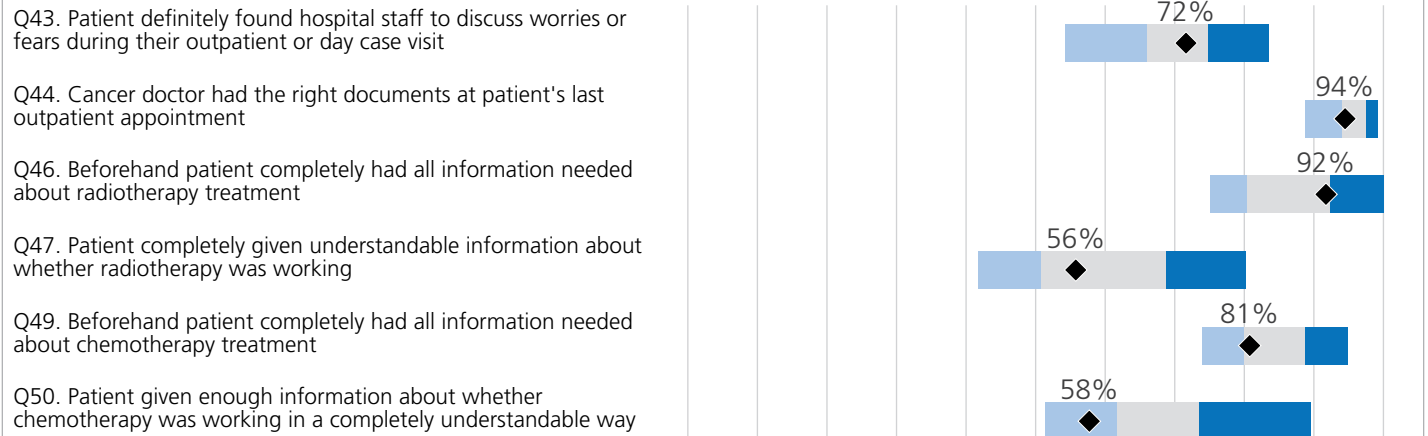 Q43. Patient definitely found hospital staff to discuss worries or
fears during their outpatient or day case visit
72%
Q44. Cancer doctor had the right documents at patient's last
outpatient appointment
94%
Q46. Beforehand patient completely had all information needed
about radiotherapy treatment
92%
Q47. Patient completely given understandable information about
whether radiotherapy was working
56%
Q49. Beforehand patient completely had all information needed
about chemotherapy treatment
81%
Q50. Patient given enough information about whether
chemotherapy was working in a completely understandable way
58%